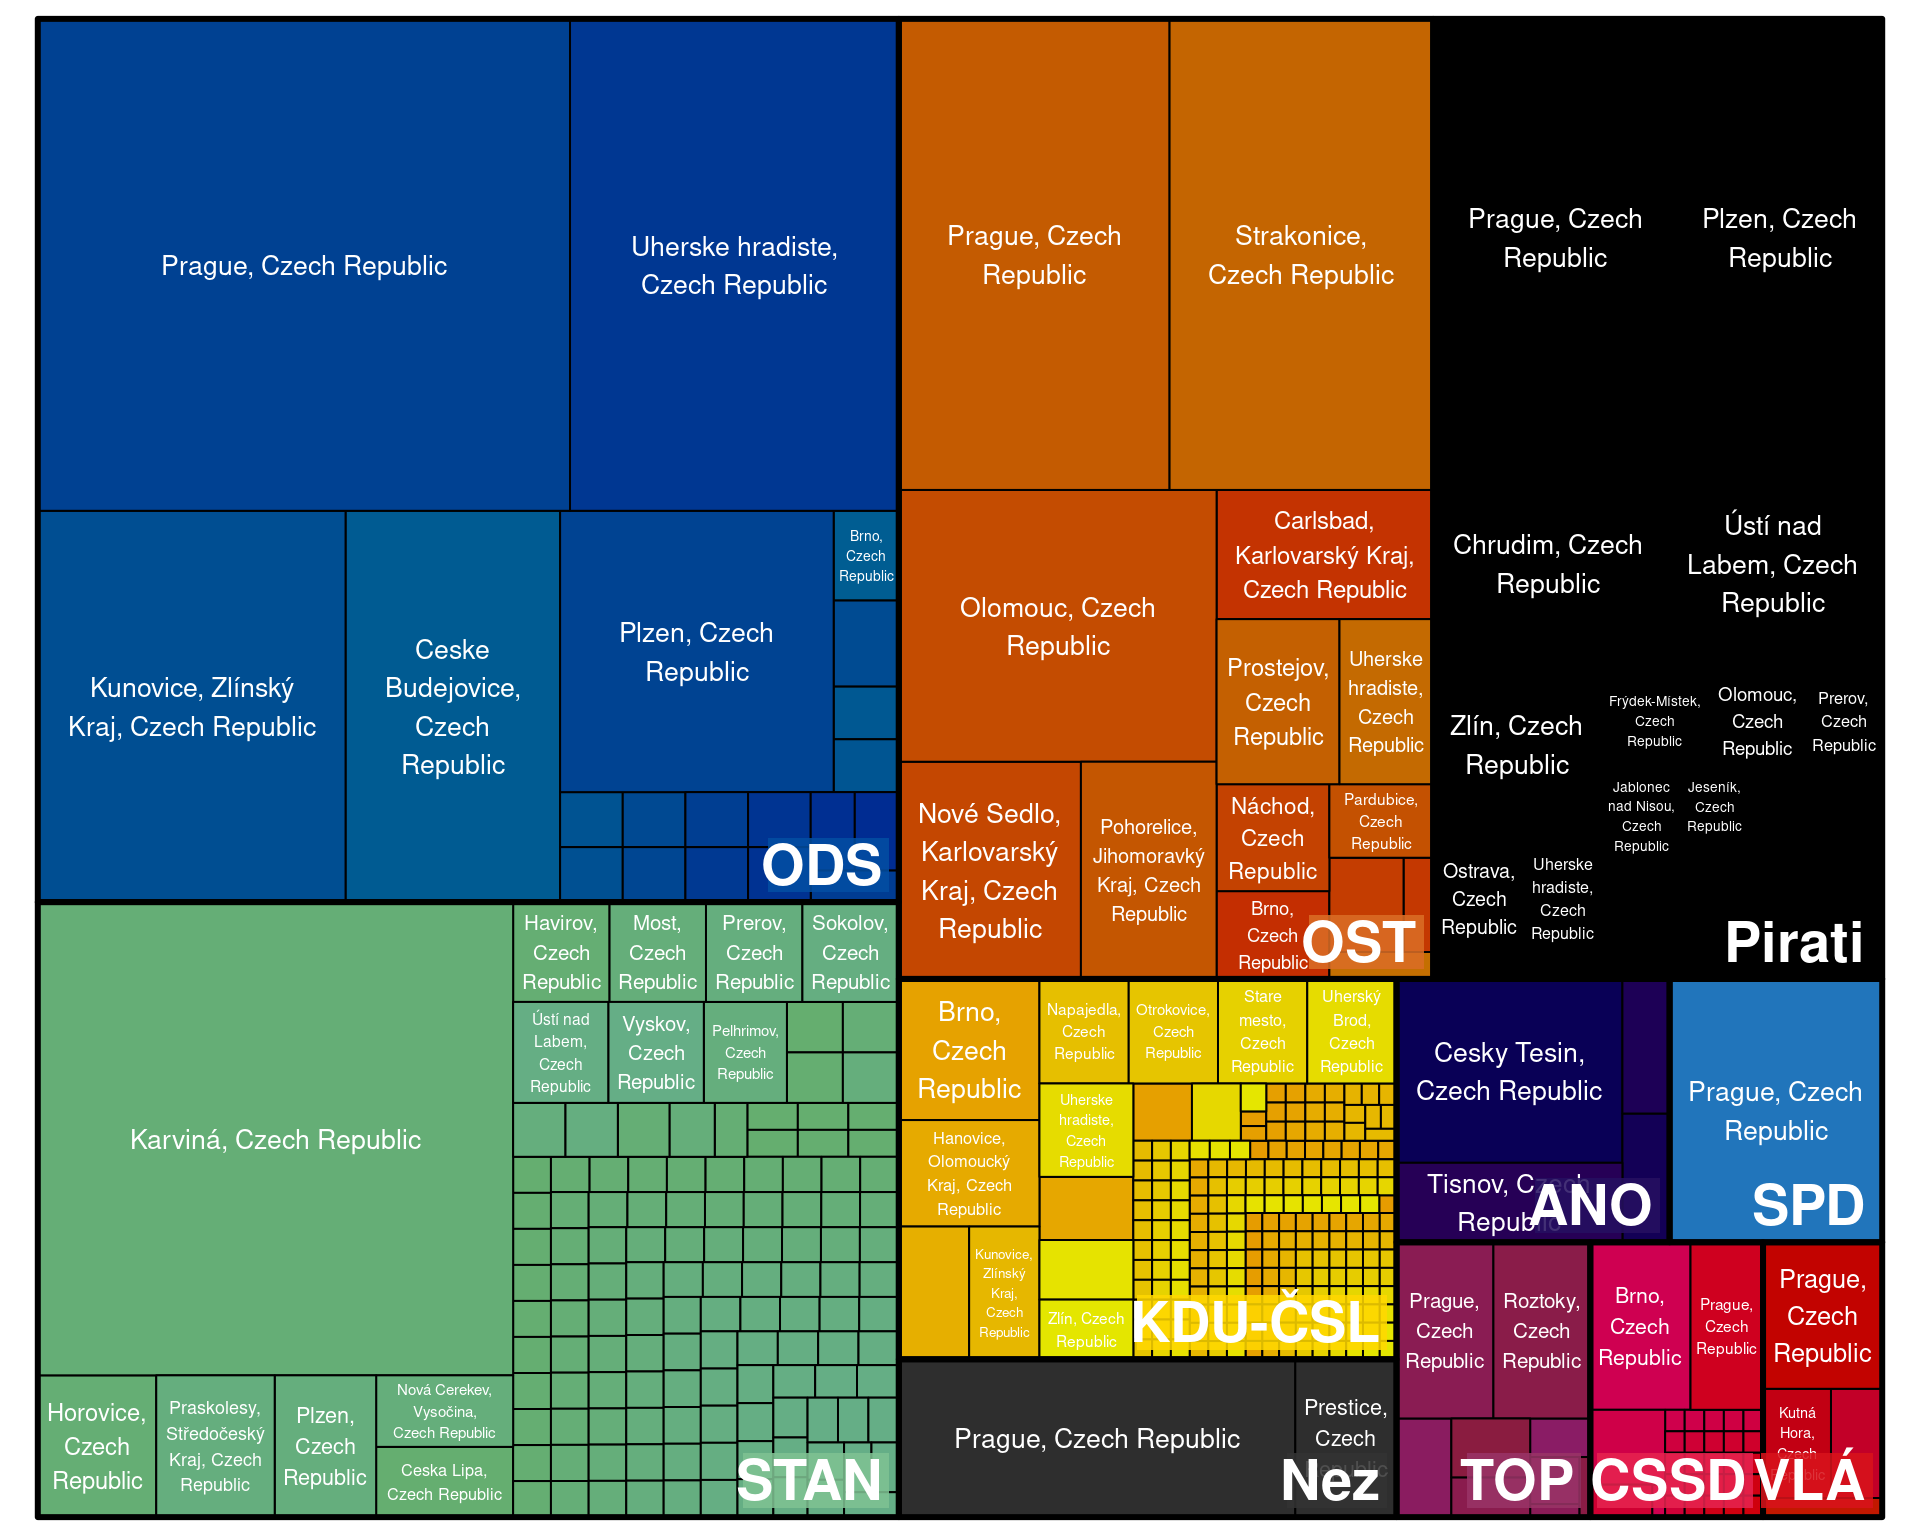 Prague, Czech Republic
Uherske hradiste,
Czech Republic
Kunovice, Zlínský
Kraj, Czech Republic
Ceske
Budejovice,
Czech
Republic
Plzen, Czech
Republic
Brno,
Czech
Republic
ODS
Karviná, Czech Republic
Havirov,
Czech
Republic
Most,
Czech
Republic
Prerov,
Czech
Republic
Sokolov,
Czech
Republic
Ústí nad
Labem,
Czech
Republic
Vyskov,
Czech
Republic
Pelhrimov,
Czech
Republic
Horovice,
Czech
Republic
Praskolesy,
Středočeský
Kraj, Czech
Republic
Plzen,
Czech
Republic
Nová Cerekev,
Vysočina,
Czech Republic
Ceska Lipa,
Czech Republic
STAN
Prague, Czech
Republic
Strakonice,
Czech Republic
Olomouc, Czech
Republic
Carlsbad,
Karlovarský Kraj,
Czech Republic
Prostejov,
Czech
Republic
Uherske
hradiste,
Czech
Republic
Nové Sedlo,
Karlovarský
Kraj, Czech
Republic
Pohorelice,
Jihomoravký
Kraj, Czech
Republic
Náchod,
Czech
Republic
Pardubice,
Czech
Republic
Brno,
Czech
Republic
OST
Prague, Czech
Republic
Plzen, Czech
Republic
Chrudim, Czech
Republic
Ústí nad
Labem, Czech
Republic
Zlín, Czech
Republic
Frýdek-Místek,
Czech
Republic
Olomouc,
Czech
Republic
Prerov,
Czech
Republic
Jablonec
nad Nisou,
Czech
Republic
Jeseník,
Czech
Republic
Ostrava,
Czech
Republic
Uherske
hradiste,
Czech
Republic
Pirati
Brno,
Czech
Republic
Napajedla,
Czech
Republic
Otrokovice,
Czech
Republic
Stare
mesto,
Czech
Republic
Uherský
Brod,
Czech
Republic
Uherske
hradiste,
Czech
Republic
Hanovice,
Olomoucký
Kraj, Czech
Republic
Kunovice,
Zlínský
Kraj,
Czech
Republic
Zlín, Czech
Republic
KDU-ČSL
Prague, Czech Republic
Prestice,
Czech
Republic
Nez
Cesky Tesin,
Czech Republic
Tisnov, Czech
Republic
ANO
Prague, Czech
Republic
SPD
Prague,
Czech
Republic
Roztoky,
Czech
Republic
TOP
Brno,
Czech
Republic
Prague,
Czech
Republic
CSSD
Prague,
Czech
Republic
Kutná
Hora,
Czech
Republic
VLÁ